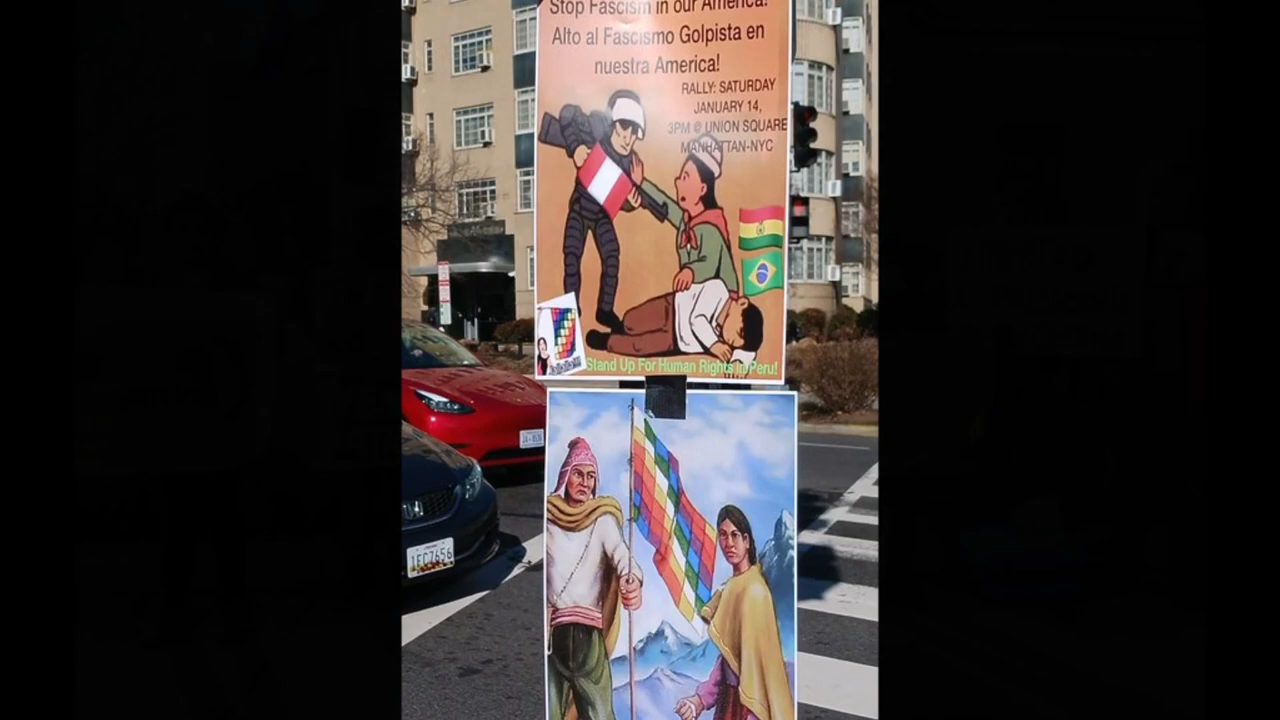 Stop Fascism in our America!
Alto al Fascismo Golpista en
nuestra America!
RALLY: SATURDAY
JANUARY 14,
3PM @ UNION SQUARE
MANHATTAN-NYC
Stand Up For Human Rights In Peru!
1EC7656